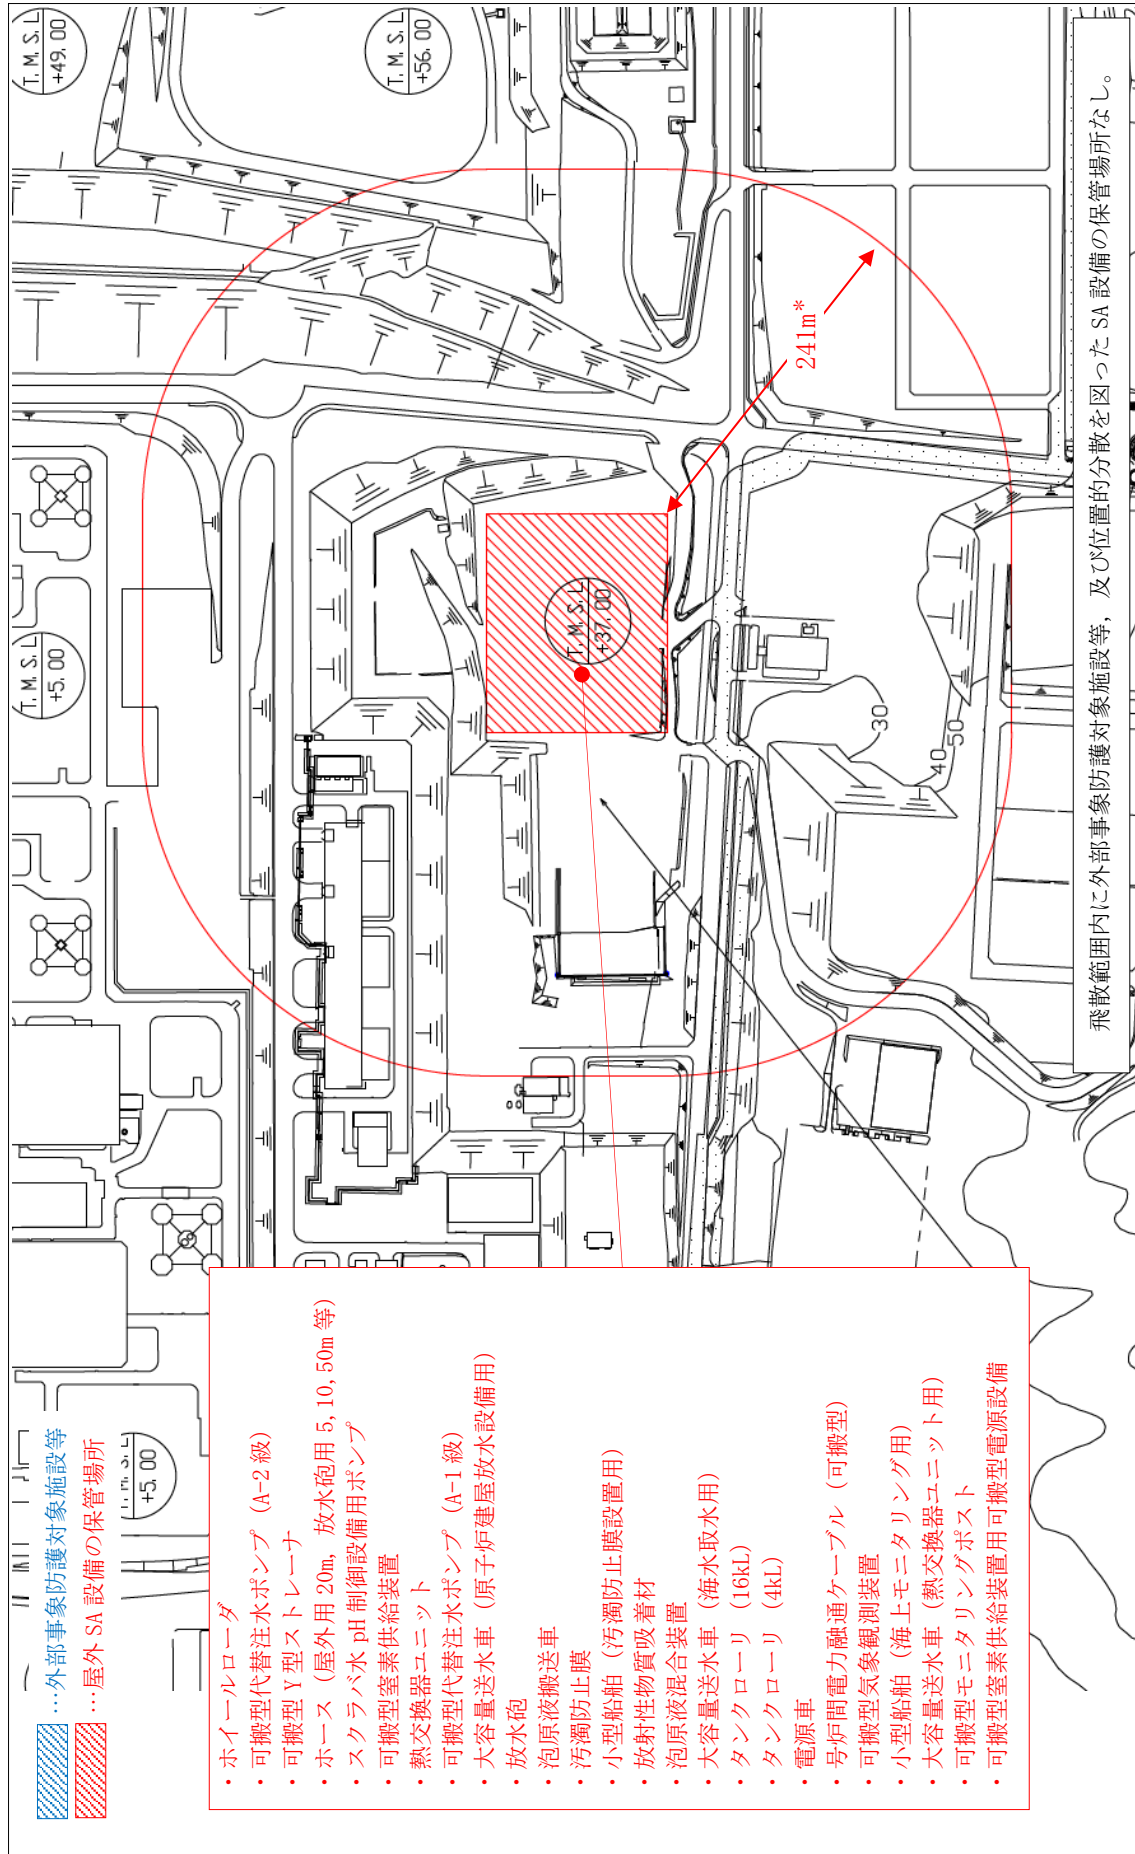 …外部事象防護対象施設等
…屋外 SA 設備の保管場所
・ホイールローダ
・可搬型代替注水ポンプ（A-2 級）
・可搬型 Y 型ストレーナ
・ホース（屋外用 20m, 放水砲用 5, 10, 50m 等）
・スクラバ水 pH 制御設備用ポンプ
・可搬型窒素供給装置
・熱交換器ユニット
・可搬型代替注水ポンプ（A-1 級）
・大容量送水車（原子炉建屋放水設備用）
・放水砲
・泡原液搬送車
・汚濁防止膜
・小型船舶（汚濁防止膜設置用）
・放射性物質吸着材
・泡原液混合装置
・大容量送水車（海水取水用）
・タンクローリ（16kL）
・タンクローリ（4kL）
・電源車
・号炉間電力融通ケーブル（可搬型）
・可搬型気象観測装置
・小型船舶（海上モニタリング用）
・大容量送水車（熱交換器ユニット用）
・可搬型モニタリングポスト
・可搬型窒素供給装置用可搬型電源設備
T. M. S. L
+5, 00
T. M. S. L
+5, 00
T. M. S. L
+49, 00
T. M. S. L
+56, 00
T. M. S. L
+37, 00
241m*
30
40
50
飛散範囲内に外部事象防護対象施設等，及び位置的分散を図った SA 設備の保管場所なし。